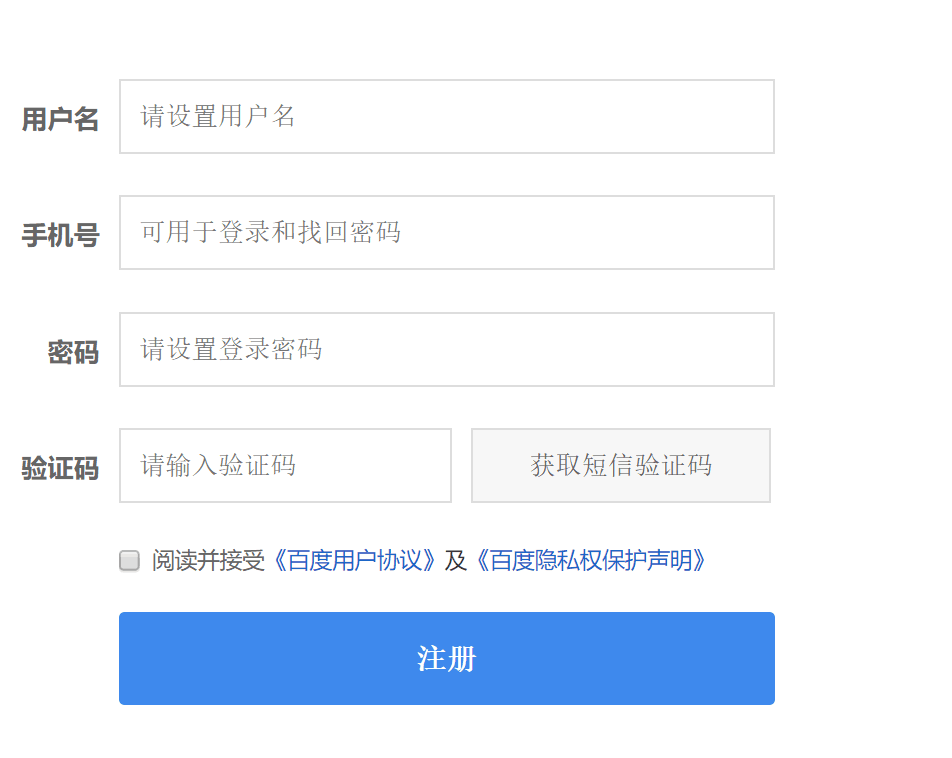 用户名 请设置用户名
手机号 可用于登录和找回密码
密码 请设置登录密码
验证码 请输入验证码 获取短信验证码
阅读并接受《百度用户协议》及《百度隐私权保护声明》
注册